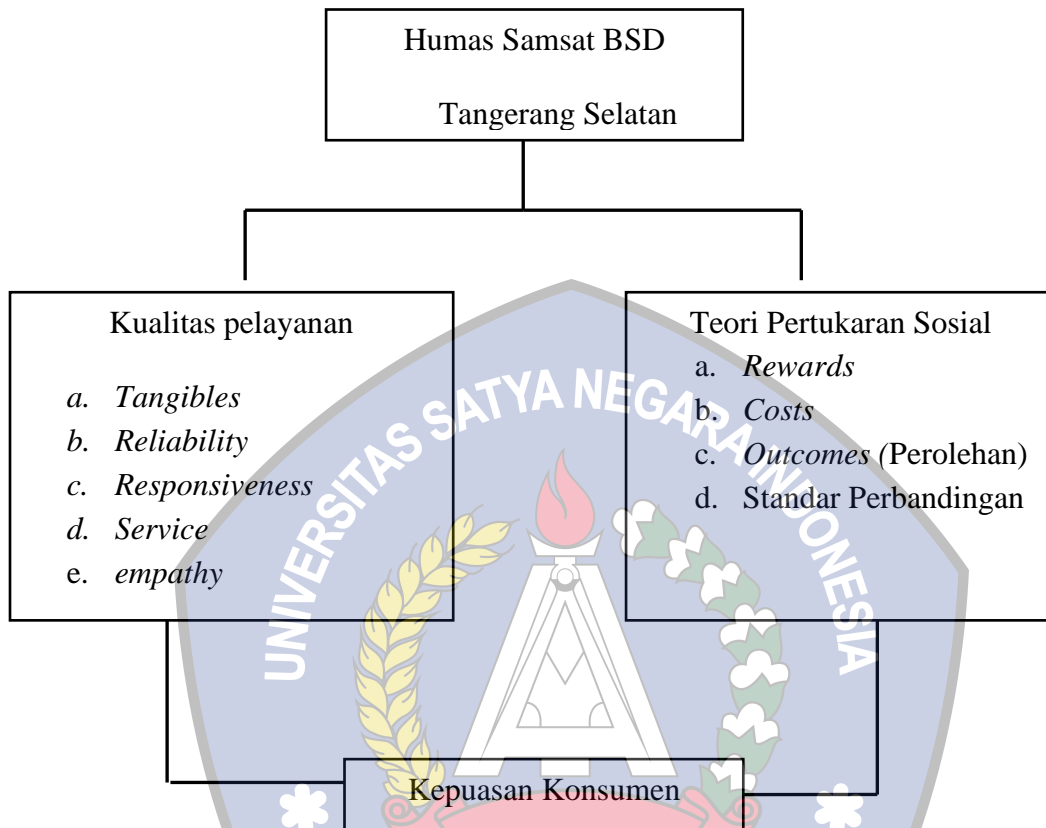 Humas Samsat BSD
Tangerang Selatan
Kualitas pelayanan
a. Tangibles
b. Reliability
c. Responsiveness
d. Service
e. empathy
Teori Pertukaran Sosial
a. Rewards
b. Costs
c. Outcomes (Perolehan)
d. Standar Perbandingan
UNIVERSITAS SATYA NEGARA INDONESIA
Kepuasan Konsumen